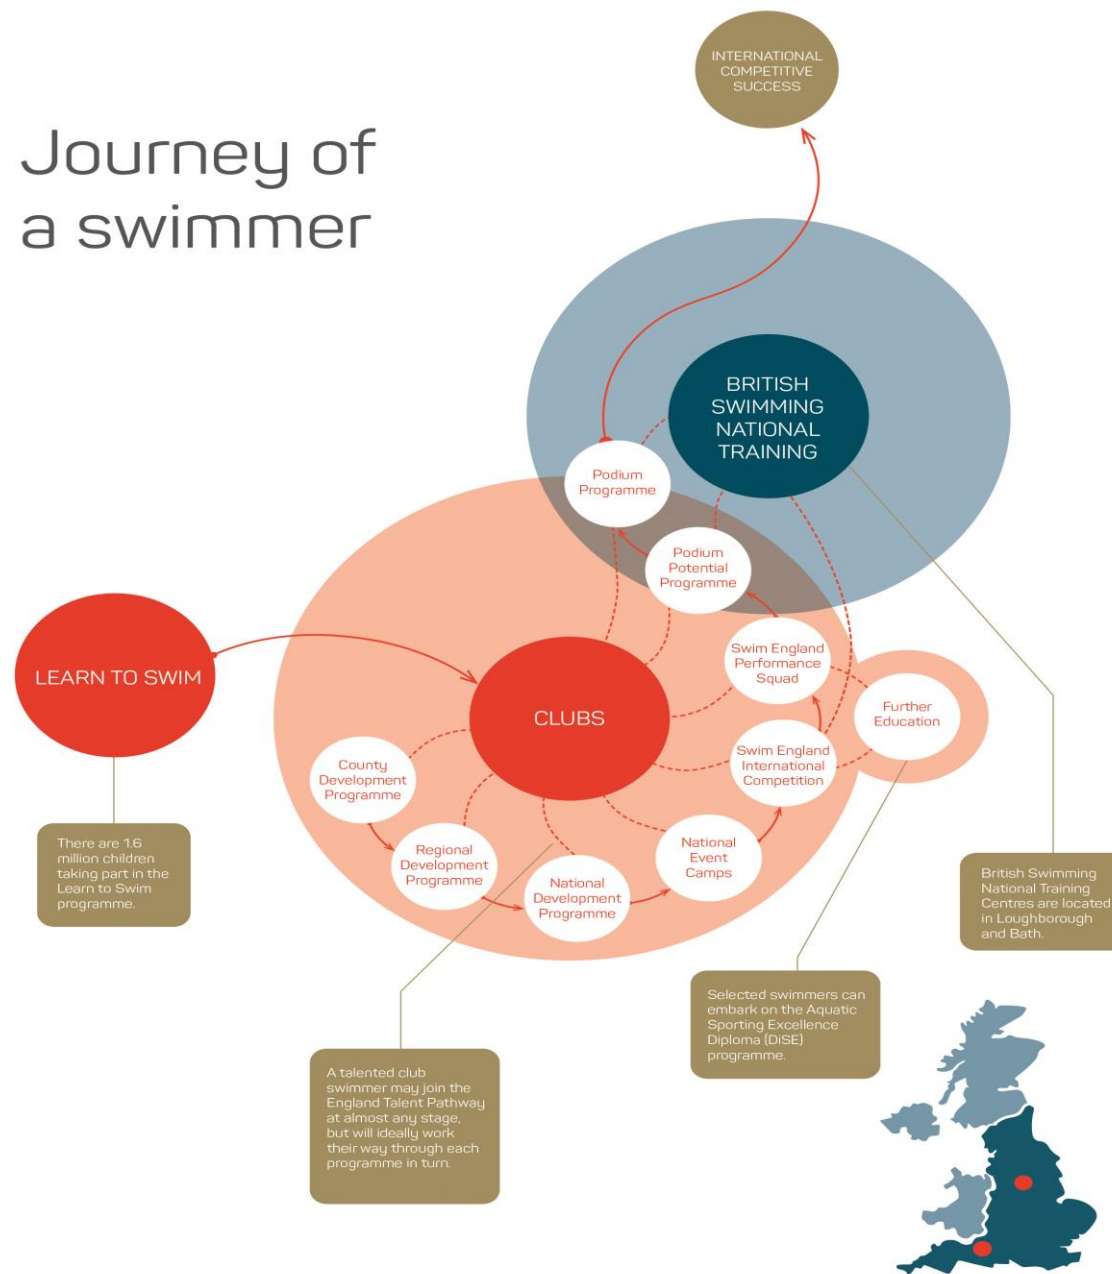 Journey of
a swimmer
INTERNATIONAL
COMPETITIVE
SUCCESS
BRITISH
SWIMMING
NATIONAL
TRAINING
Podium
Programme
Podium
Potential
Programme
Swim England
Performance
Squad
LEARN TO SWIM
CLUBS
Further
Education
Swim England
International
Competition
County
Development
Programme
Regional
Development
Programme
National
Development
Programme
National
Event
Camps
There are 1.6
million children
taking part in the
Learn to Swim
programme.
British Swimming
National Training
Centres are located
in Loughborough
and Bath.
Selected swimmers can
embark on the Aquatic
Sporting Excellence
Diploma (DiSE)
programme.
A talented club
swimmer may join the
England Talent Pathway
at almost any stage,
but will ideally work
their way through each
programme in turn.